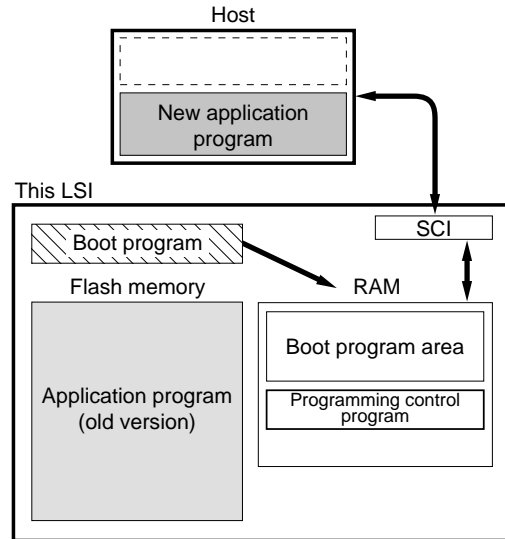 Host
New application
program
This LSI
SCI
Boot program
Flash memory
RAM
Application program
(old version)
Boot program area
Programming control
program